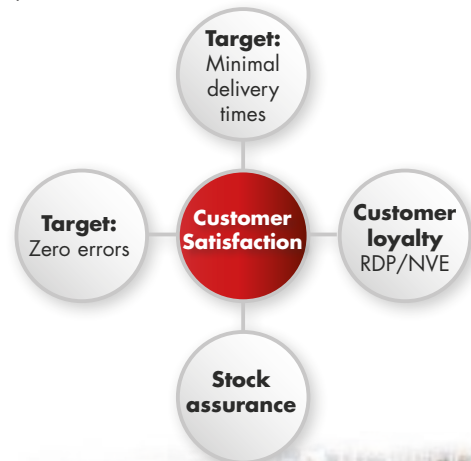 Target:
Minimal
delivery
times
Target:
Zero errors
Customer
Satisfaction
Customer
loyalty
RDP/NVE
Stock
assurance